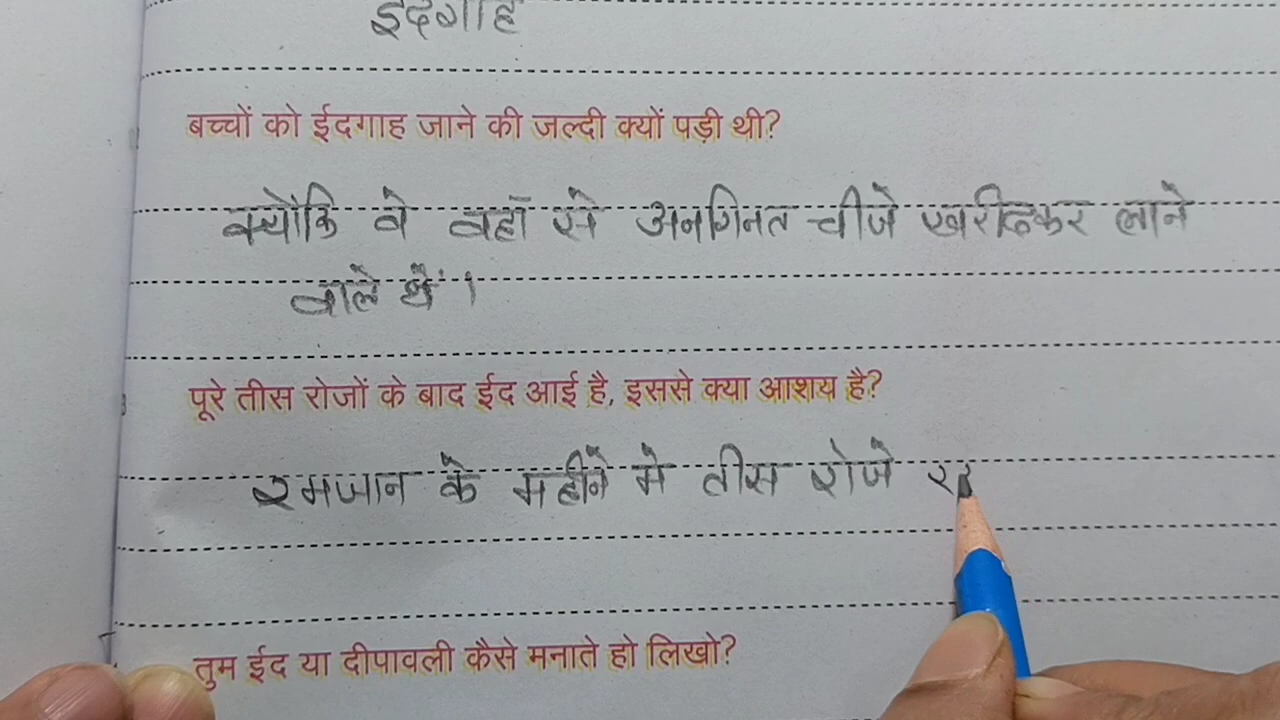 ईदगाह
बच्चों को ईदगाह जाने की जल्दी क्यों पड़ी थी?
क्योंकि वे वहाँ से अनगिनत चीजे खरीदकर लाने
वाले थें।
पूरे तीस रोजों के बाद ईद आई है, इससे क्या आशय है?
रमजान के महीने मे तीस रोजे
तुम ईद या दीपावली कैसे मनाते हो लिखो?